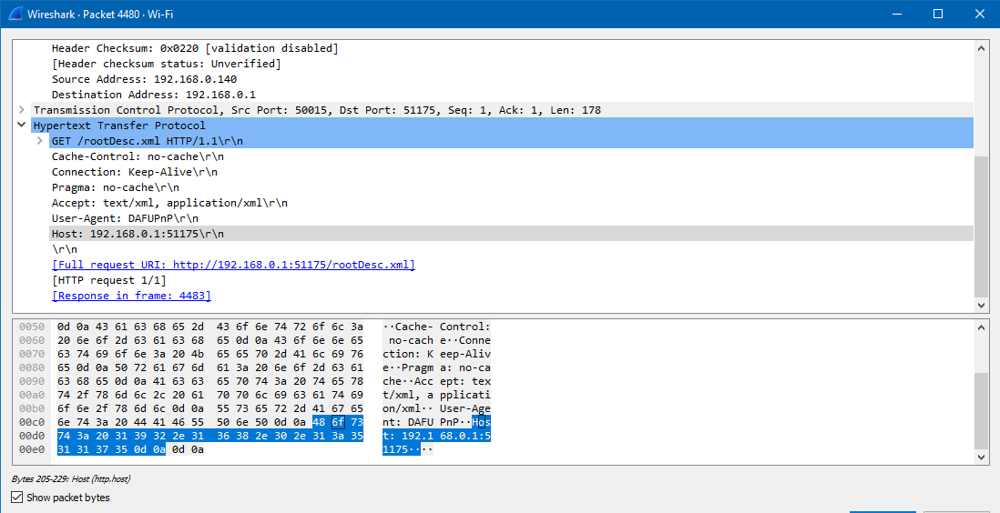 Wireshark · Packet 4480 · Wi-Fi
Header Checksum: 0x0220 [validation disabled]
[Header checksum status: Unverified]
Source Address: 192.168.0.140
Destination Address: 192.168.0.1
Transmission Control Protocol, Src Port: 50015, Dst Port: 51175, Seq: 1, Ack: 1, Len: 178
Hypertext Transfer Protocol
GET /rootDesc.xml HTTP/1.1\r\n
Cache-Control: no-cache\r\n
Connection: Keep-Alive\r\n
Pragma: no-cache\r\n
Accept: text/xml, application/xml\r\n
User-Agent: DAFUPnP\r\n
Host: 192.168.0.1:51175\r\n
\r\n
[Full request URI: http://192.168.0.1:51175/rootDesc.xml]
[HTTP request 1/1]
[Response in frame: 4483]
0050 0d 0a 43 61 63 68 65 2d 43 6f 6e 74 72 6f 6c 3a ··Cache- Control:
0060 20 6e 6f 2d 63 61 63 68 65 0d 0a 43 6f 6e 6e 65 no-cach e··Conne
0070 63 74 69 6f 6e 3a 20 4b 65 65 70 2d 41 6c 69 76 ction: K eep-Aliv
0080 65 0d 0a 50 72 61 67 6d 61 3a 20 6e 6f 2d 63 61 e··Pragm a: no-ca
0090 63 68 65 0d 0a 41 63 63 65 70 74 3a 20 74 65 78 che··Acc ept: tex
00a0 74 2f 78 6d 6c 2c 20 61 70 70 6c 69 63 61 74 69 t/xml, a pplicati
00b0 6f 6e 2f 78 6d 6c 0d 0a 55 73 65 72 2d 41 67 65 on/xml·· User-Age
00c0 6e 74 3a 20 44 41 46 55 50 6e 50 0d 0a 48 6f 73 nt: DAFU PnP··Hos
00d0 74 3a 20 31 39 32 2e 31 36 38 2e 30 2e 31 3a 35 t: 192.1 68.0.1:5
00e0 31 31 37 35 0d 0a 0d 0a 1175····
Bytes 205-229: Host (http.host)
Show packet bytes